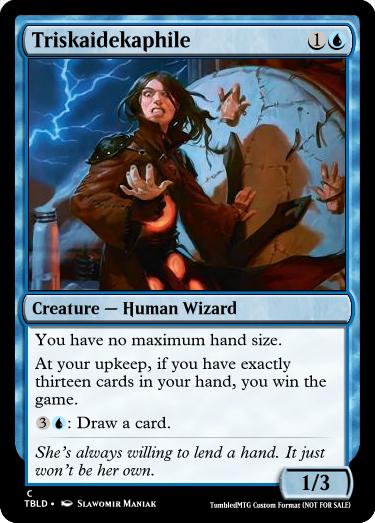 Triskaidekaphile 1
Creature — Human Wizard
You have no maximum hand size.
At your upkeep, if you have exactly
thirteen cards in your hand, you win the
game.
3 : Draw a card.
She's always willing to lend a hand. It just
won't be her own.
1/3
C
TBLD • Slawomir Maniak
TumbledMTG Custom Format (NOT FOR SALE)